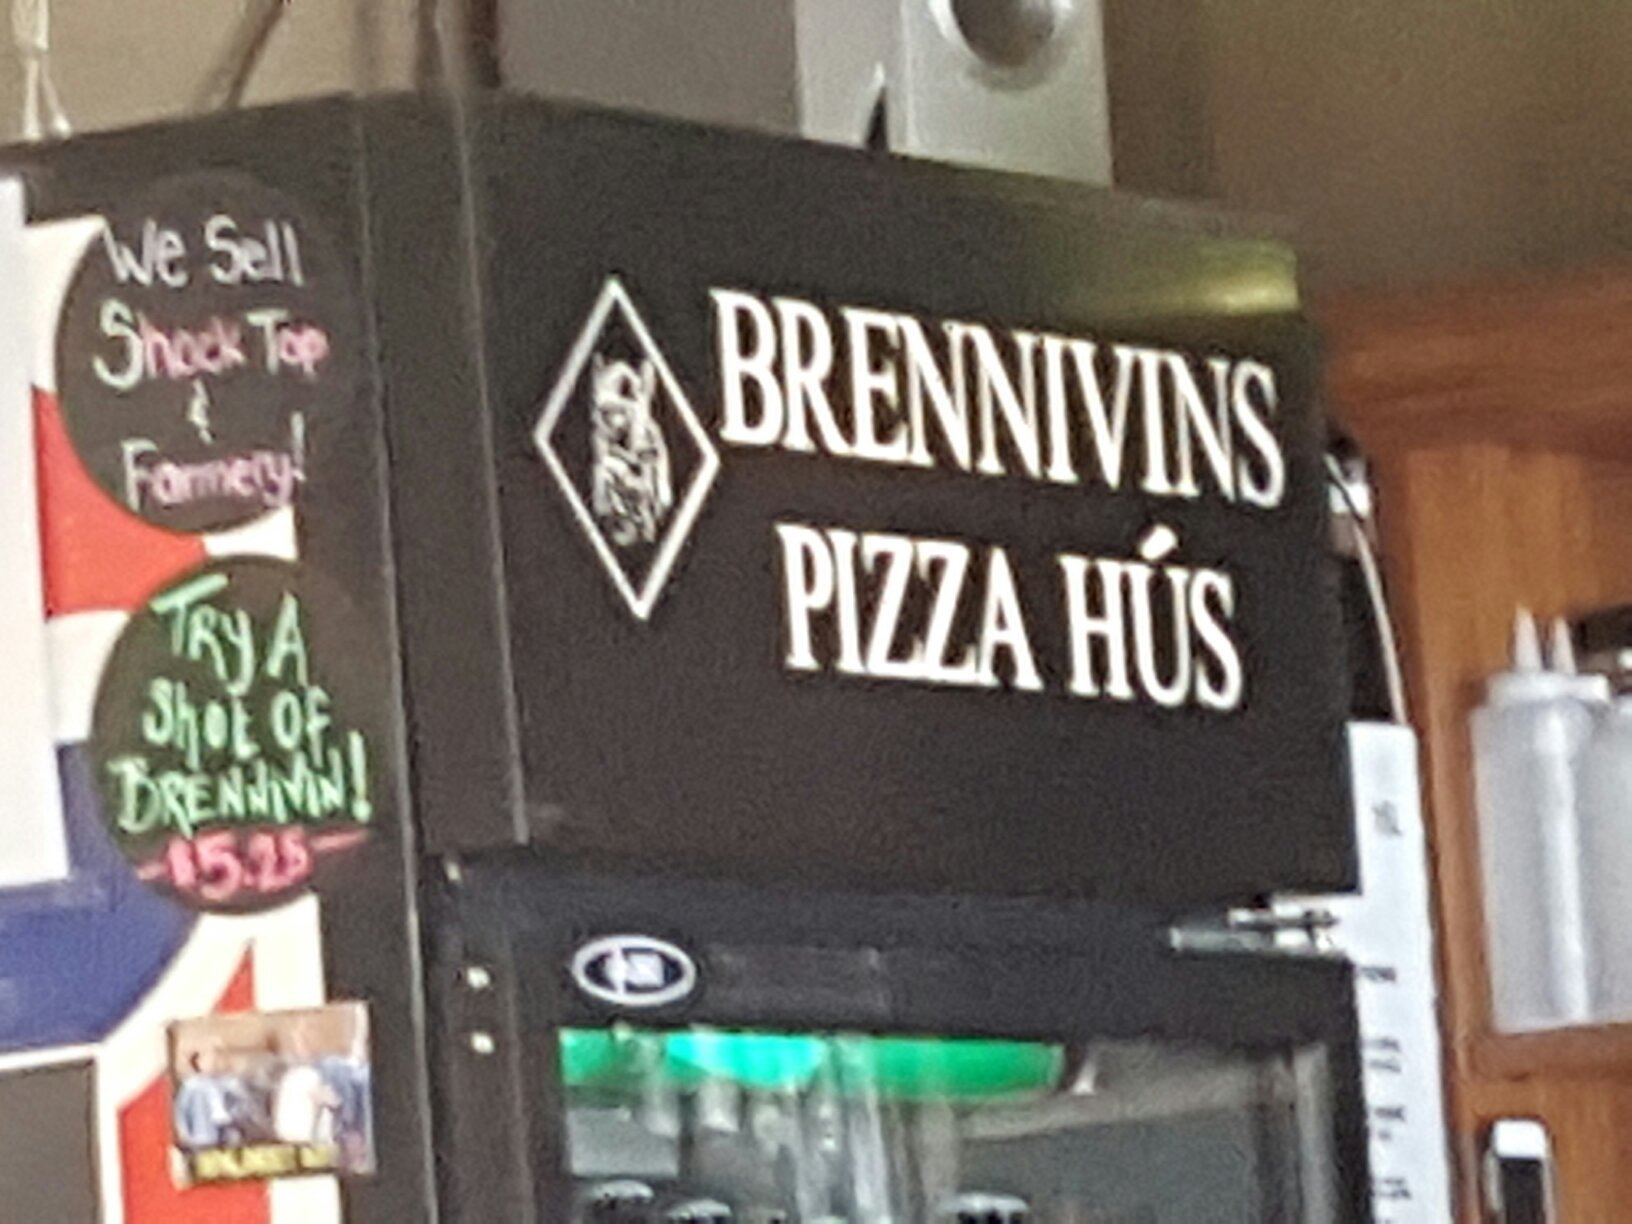 We Sell
Shock Top
&
Farmery!
TRY A
Shot OF
BRENNIVIN!
$5.25
BRENNIVINS
PIZZA HÚS